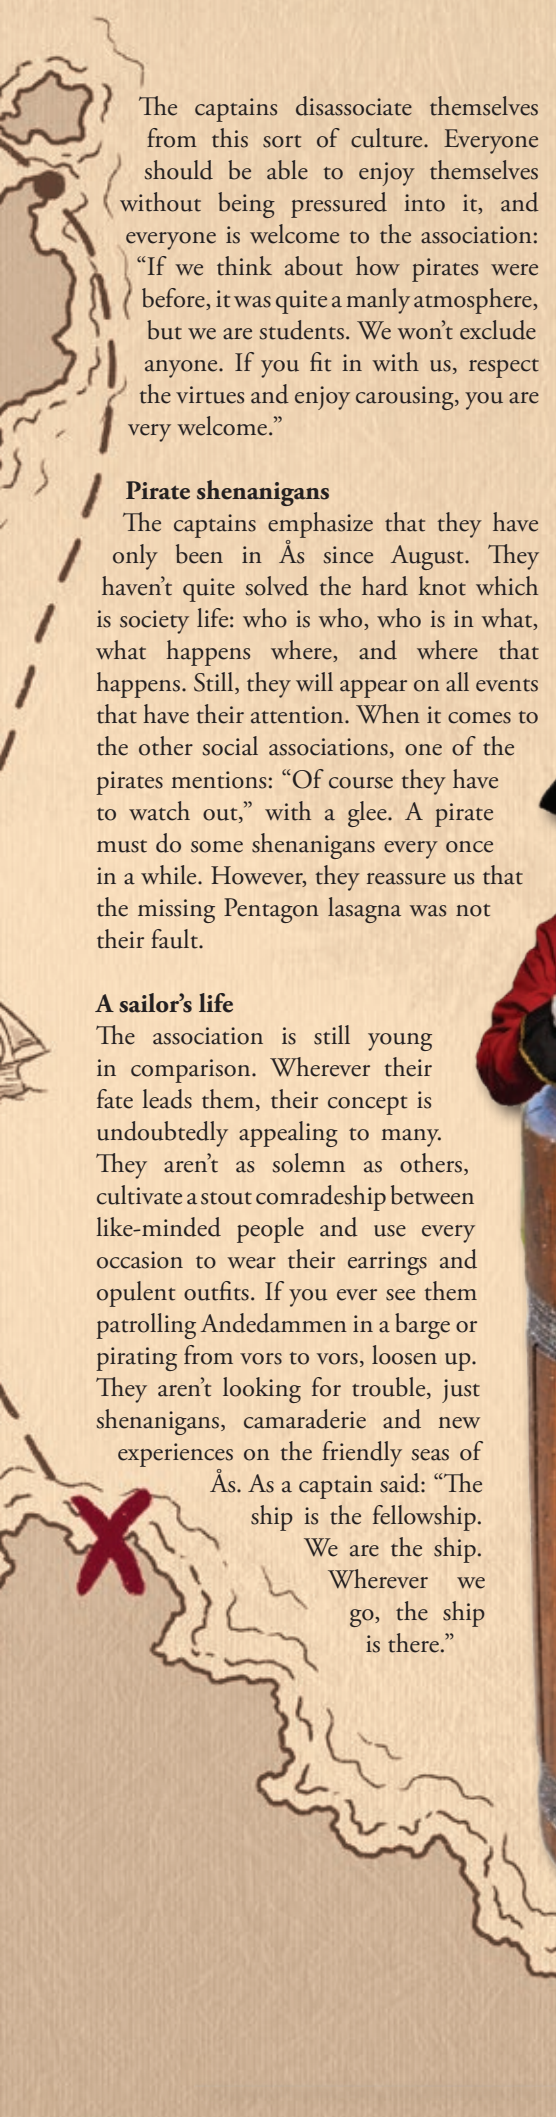 The captains disassociate themselves
from this sort of culture. Everyone
should be able to enjoy themselves
without being pressured into it, and
everyone is welcome to the association:
“If we think about how pirates were
before, it was quite a manly atmosphere,
but we are students. We won’t exclude
anyone. If you fit in with us, respect
the virtues and enjoy carousing, you are
very welcome.”
Pirate shenanigans
The captains emphasize that they have
only been in Ås since August. They
haven’t quite solved the hard knot which
is society life: who is who, who is in what,
what happens where, and where that
happens. Still, they will appear on all events
that have their attention. When it comes to
the other social associations, one of the
pirates mentions: “Of course they have
to watch out,” with a glee. A pirate
must do some shenanigans every once
in a while. However, they reassure us that
the missing Pentagon lasagna was not
their fault.
A sailor’s life
The association is still young
in comparison. Wherever their
fate leads them, their concept is
undoubtedly appealing to many.
They aren’t as solemn as others,
cultivate a stout comradeship between
like-minded people and use every
occasion to wear their earrings and
opulent outfits. If you ever see them
patrolling Andedammen in a barge or
pirating from vors to vors, loosen up.
They aren’t looking for trouble, just
shenanigans, camaraderie and new
experiences on the friendly seas of
Ås. As a captain said: “The
ship is the fellowship.
We are the ship.
Wherever we
go, the ship
is there.”